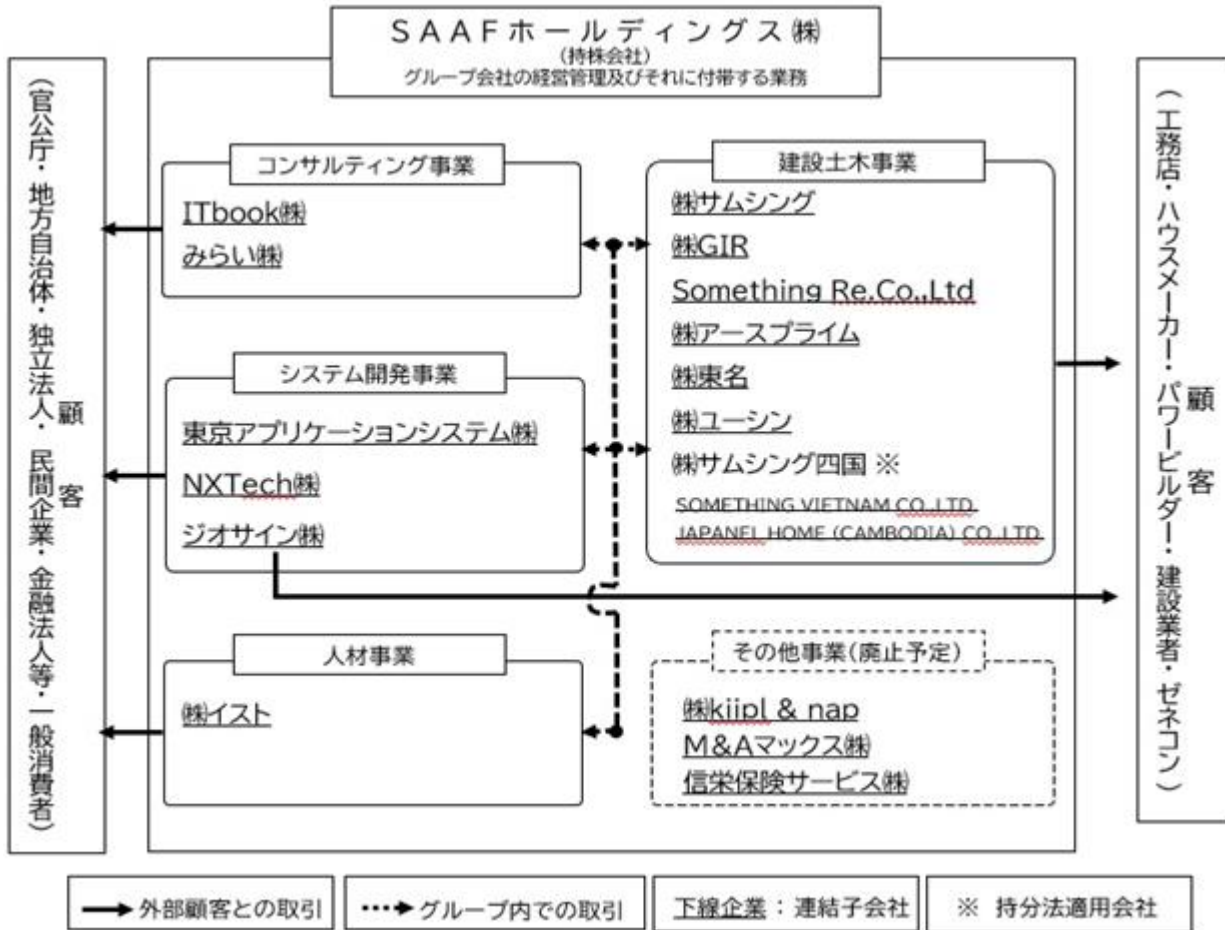 SAAFホールディングス㈱
(持株会社)
グループ会社の経営管理及びそれに付帯する業務
（官公庁・地方自治体・独立法人・民間企業・金融法人等・一般消費者）
顧客
コンサルティング事業
ITbook㈱
みらい㈱
システム開発事業
東京アプリケーションシステム㈱
NXTech㈱
ジオサイン㈱
人材事業
㈱イスト
建設土木事業
㈱サムシング
㈱GIR
Something Re.Co.,Ltd
㈱アースプライム
㈱東名
㈱ユーシン
㈱サムシング四国 ※
SOMETHING VIETNAM CO.,LTD.
JAPANEL HOME (CAMBODIA) CO.,LTD.
その他事業(廃止予定)
㈱kiipl & nap
M&Aマックス㈱
信栄保険サービス㈱
（工務店・ハウスメーカー・パワービルダー・建設業者・ゼネコン）
顧客
外部顧客との取引
グループ内での取引
下線企業：連結子会社
※ 持分法適用会社